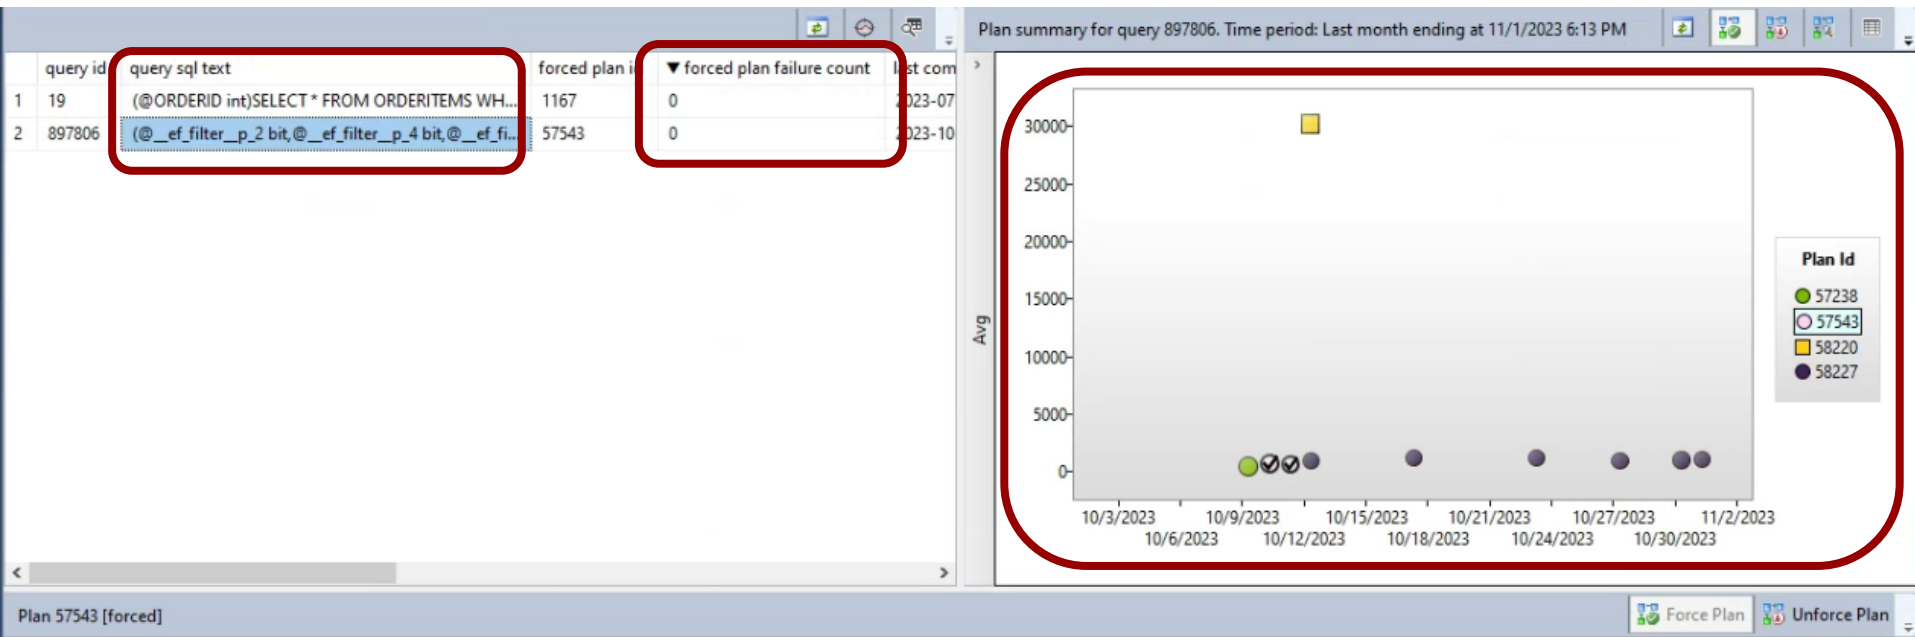 Plan summary for query 897806. Time period: Last month ending at 11/1/2023 6:13 PM
query id query sql text forced plan i ▼ forced plan failure count last com
1 19 (@ORDERID int)SELECT * FROM ORDERITEMS WH... 1167 0 2023-07
2 897806 (@__ef_filter__p_2 bit,@__ef_filter__p_4 bit,@__ef_fi... 57543 0 2023-10
Avg
30000
25000
20000
15000
10000
5000
0
10/3/2023 10/9/2023 10/15/2023 10/21/2023 10/27/2023 11/2/2023
10/6/2023 10/12/2023 10/18/2023 10/24/2023 10/30/2023
Plan Id
57238
57543
58220
58227
Plan 57543 [forced]
Force Plan Unforce Plan